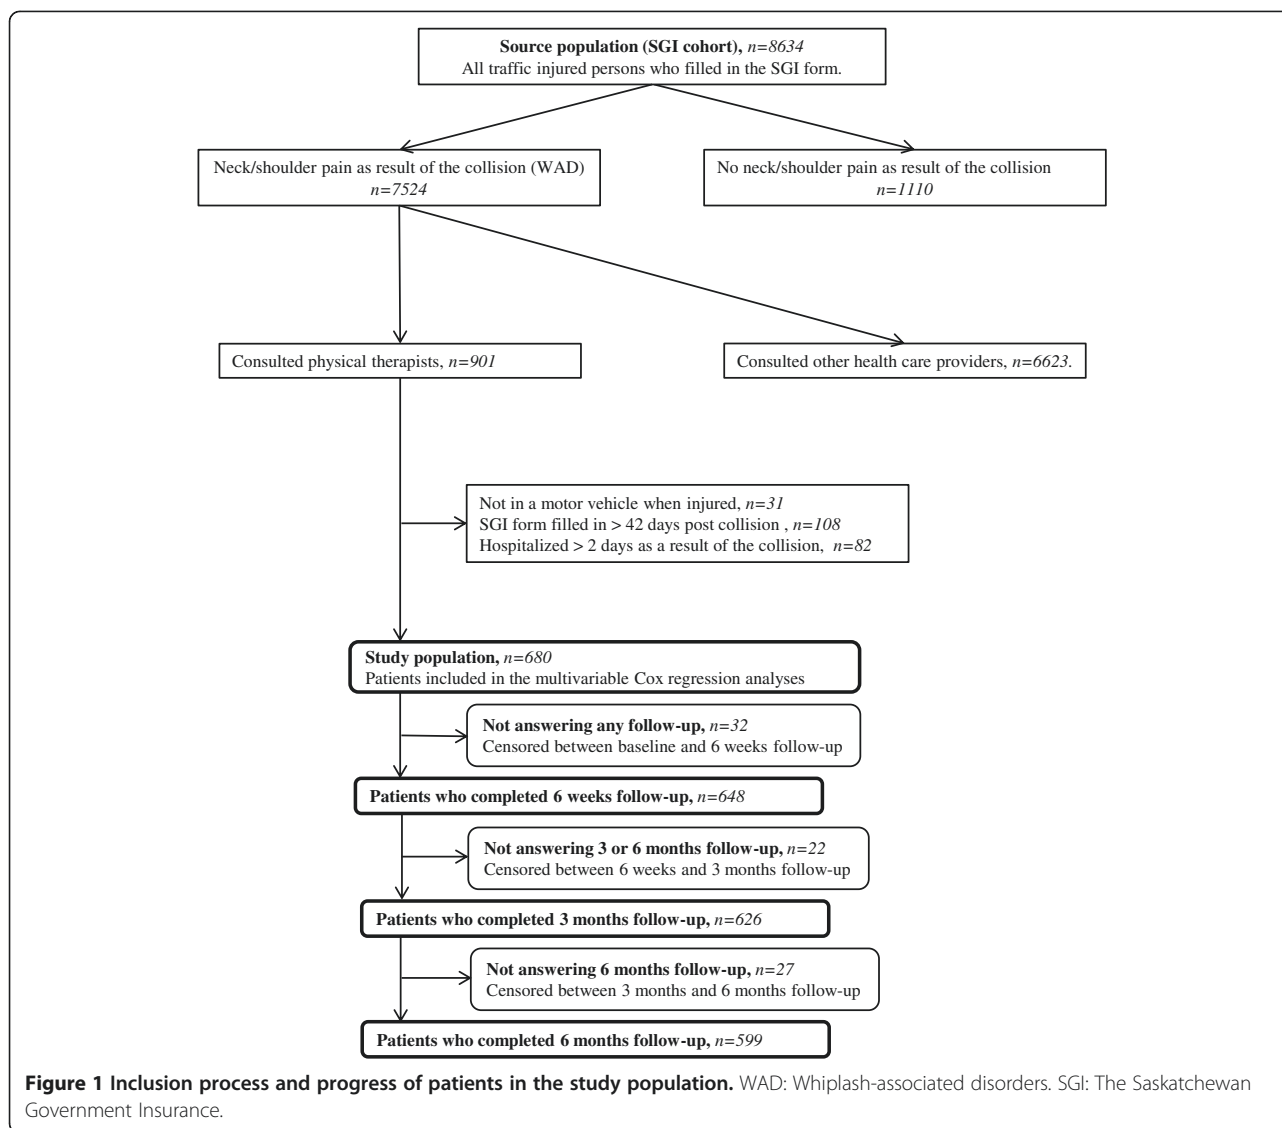 Source population (SGI cohort), n=8634
All traffic injured persons who filled in the SGI form.
Neck/shoulder pain as result of the collision (WAD)
n=7524
No neck/shoulder pain as result of the collision
n=1110
Consulted physical therapists, n=901
Consulted other health care providers, n=6623.
Not in a motor vehicle when injured, n=31
SGI form filled in > 42 days post collision , n=108
Hospitalized > 2 days as a result of the collision, n=82
Study population, n=680
Patients included in the multivariable Cox regression analyses
Not answering any follow-up, n=32
Censored between baseline and 6 weeks follow-up
Patients who completed 6 weeks follow-up, n=648
Not answering 3 or 6 months follow-up, n=22
Censored between 6 weeks and 3 months follow-up
Patients who completed 3 months follow-up, n=626
Not answering 6 months follow-up, n=27
Censored between 3 months and 6 months follow-up
Patients who completed 6 months follow-up, n=599
Figure 1 Inclusion process and progress of patients in the study population. WAD: Whiplash-associated disorders. SGI: The Saskatchewan
Government Insurance.